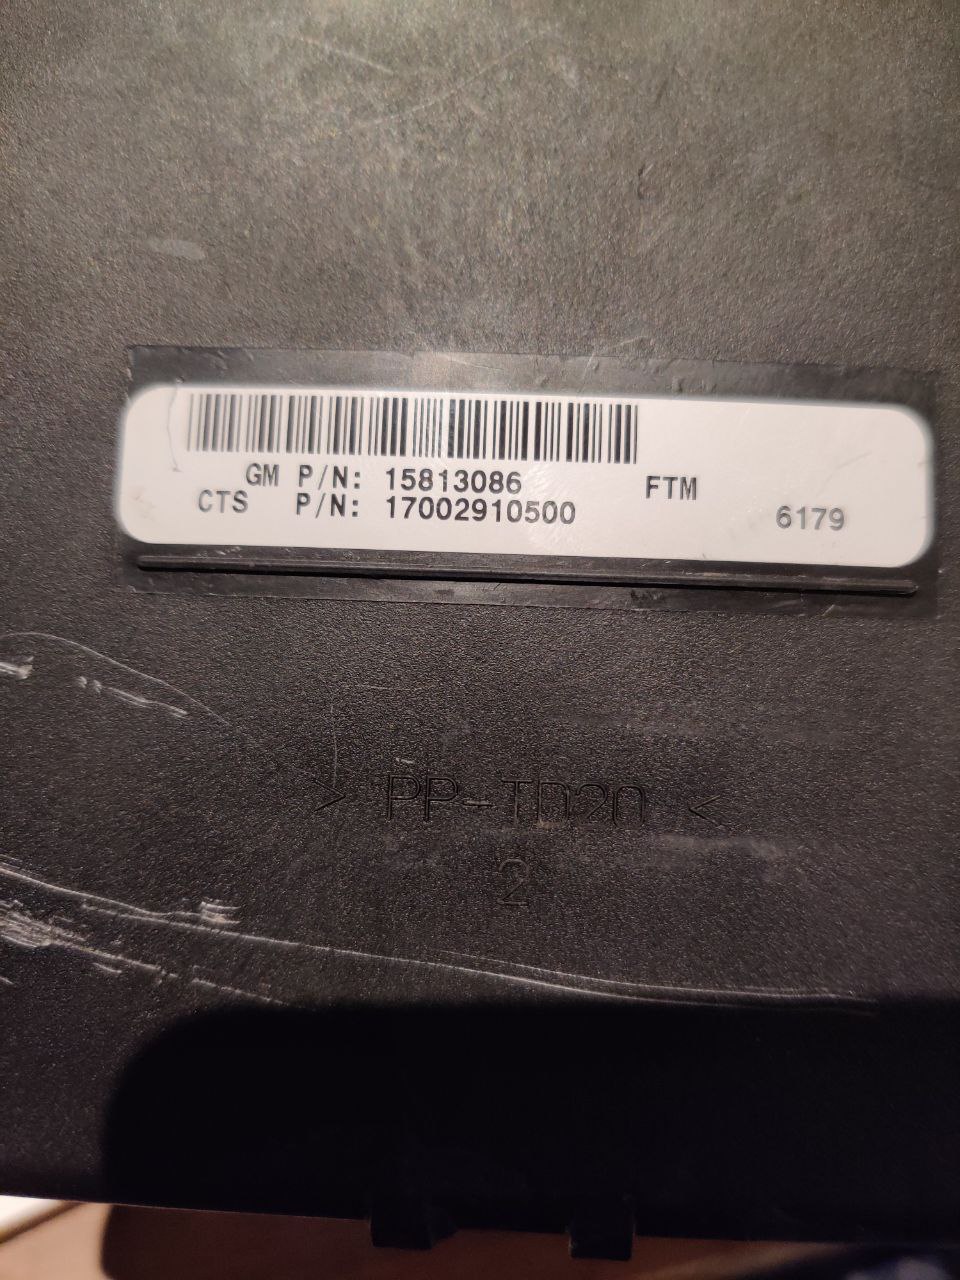 GM P/N: 15813086 FTM
CTS P/N: 17002910500 6179
> PP-TD20 <
2